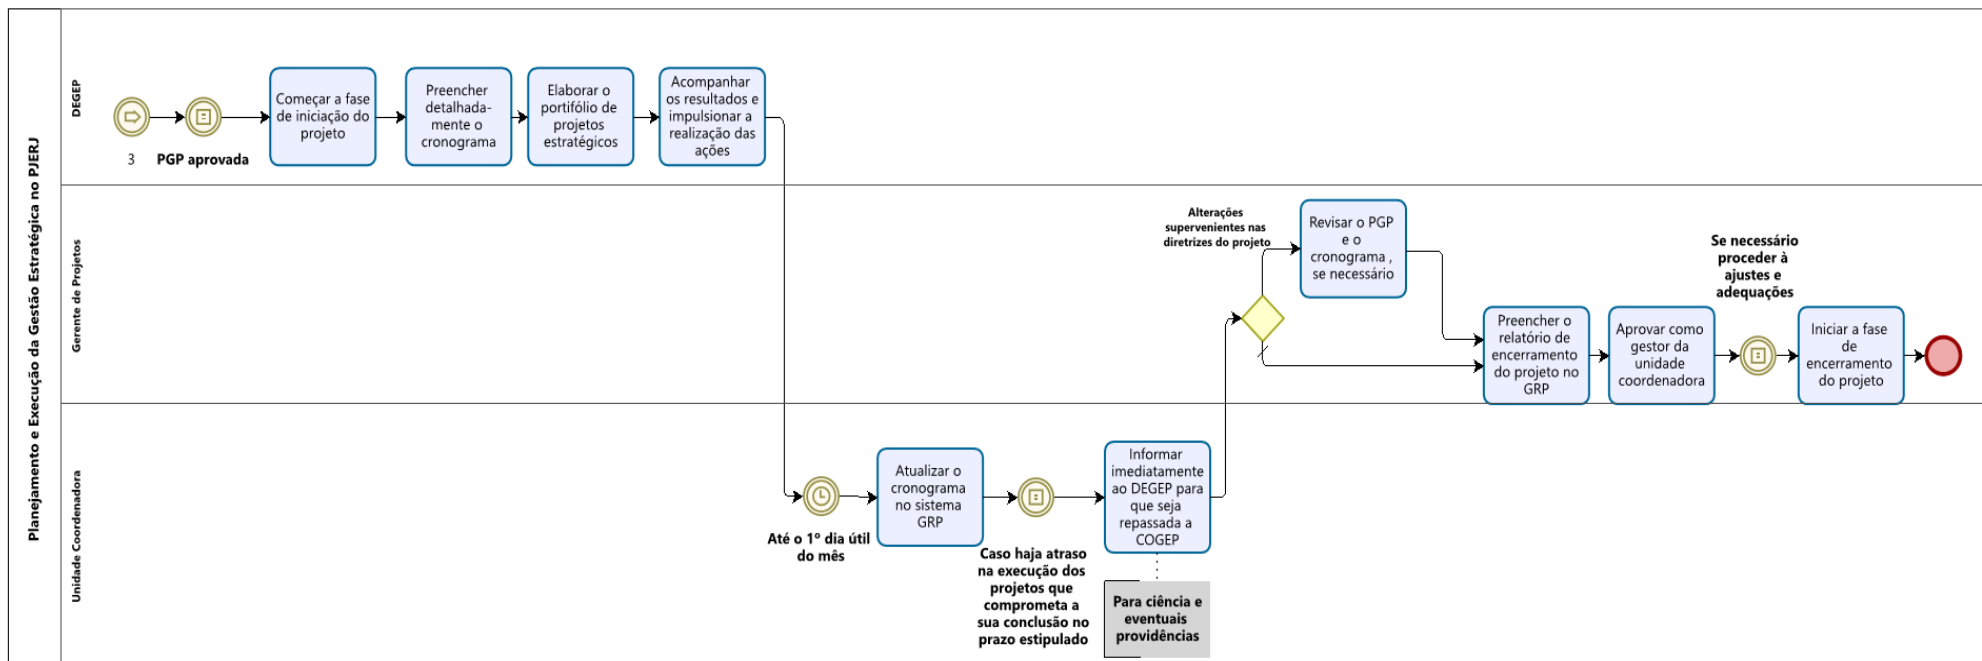 Planejamento e Execução da Gestão Estratégica no PJERJ
DEGEP
3
PGP aprovada
Começar a fase
de iniciação do
projeto
Preencher
detalhada-
mente o
cronograma
Elaborar o
portifólio de
projetos
estratégicos
Acompanhar
os resultados e
impulsionar a
realização das
ações
Gerente de Projetos
Alterações
supervenientes nas
diretrizes do projeto
Revisar o PGP
e o
cronograma ,
se necessário
Preencher o
relatório de
encerramento
do projeto no
GRP
Aprovar como
gestor da
unidade
coordenadora
Se necessário
proceder à
ajustes e
adequações
Iniciar a fase
de
encerramento
do projeto
Unidade Coordenadora
Até o 1º dia útil
do mês
Atualizar o
cronograma
no sistema
GRP
Caso haja atraso
na execução dos
projetos que
comprometa a
sua conclusão no
prazo estipulado
Informar
imediatamente
ao DEGEP para
que seja
repassada a
COGEP
Para ciência e
eventuais
providências